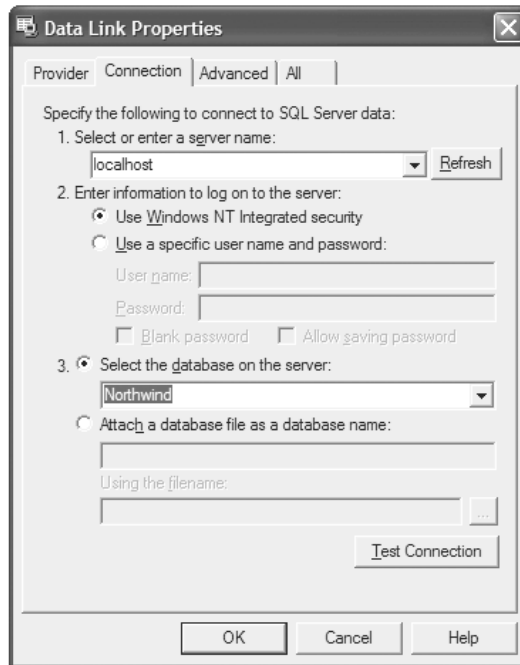 Data Link Properties
Provider Connection Advanced All
Specify the following to connect to SQL Server data:
1. Select or enter a server name:
localhost Refresh
2. Enter information to log on to the server:
Use Windows NT Integrated security
Use a specific user name and password:
User name:
Password:
Blank password Allow saving password
3. Select the database on the server:
Northwind
Attach a database file as a database name:
Using the filename:
...
Test Connection
OK Cancel Help